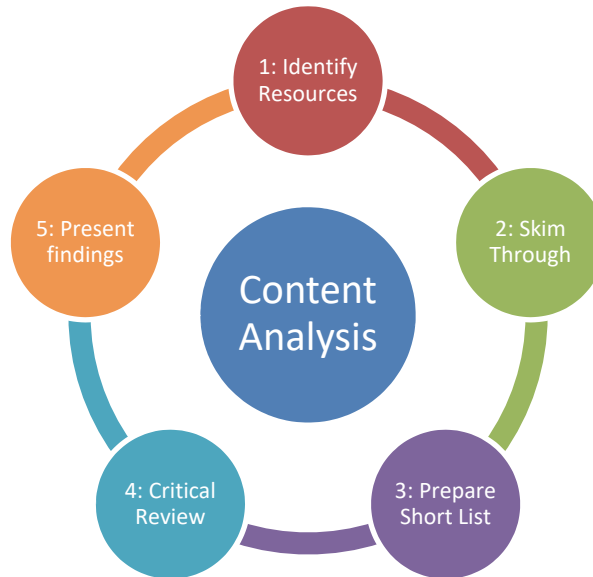 1: Identify
Resources
2: Skim
Through
3: Prepare
Short List
4: Critical
Review
5: Present
findings
Content
Analysis